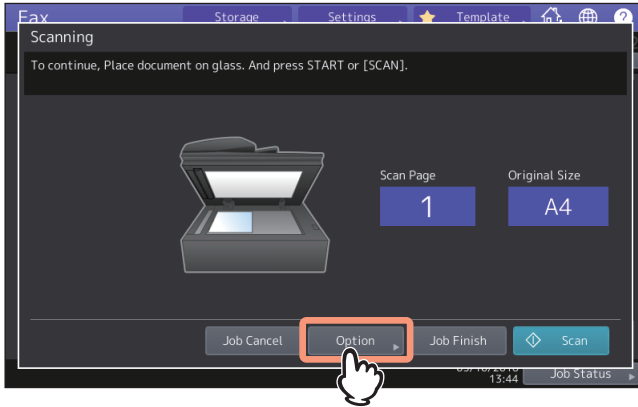 Fax
Storage
Settings
Template
Scanning
To continue, Place document on glass. And press START or [SCAN].
Scan Page
Original Size
1
A4
Job Cancel
Option
Job Finish
Scan
13:44
Job Status